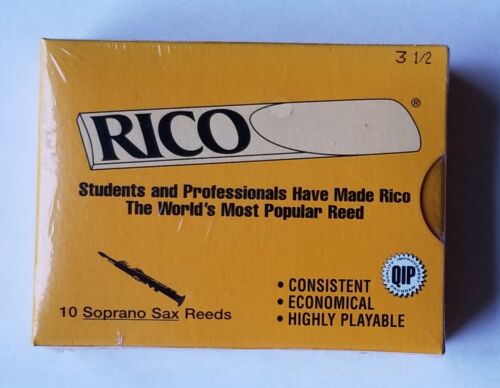 3 1/2
RICO ®
Students and Professionals Have Made Rico
The World's Most Popular Reed
QIP
• CONSISTENT
• ECONOMICAL
• HIGHLY PLAYABLE
10 Soprano Sax Reeds